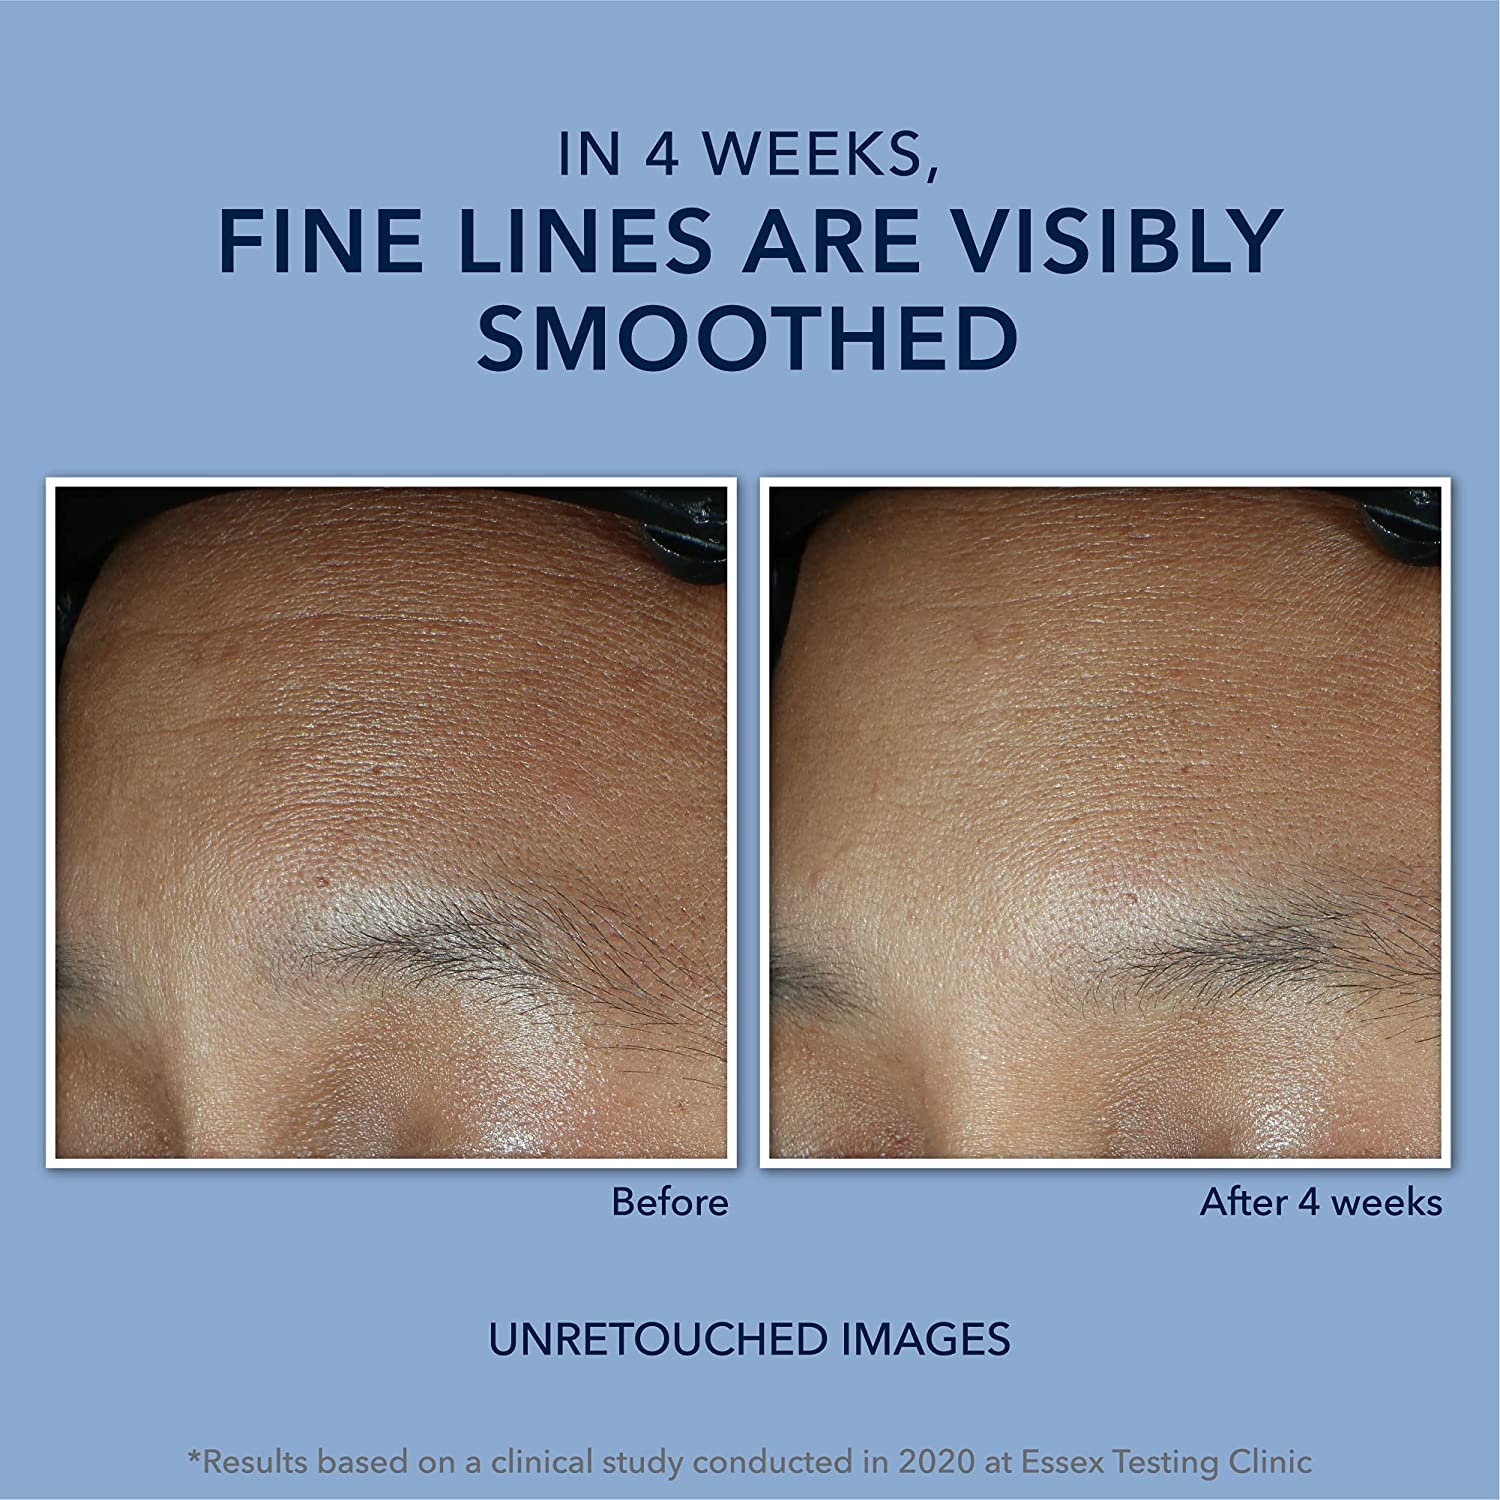 IN 4 WEEKS,
FINE LINES ARE VISIBLY
SMOOTHED
Before
After 4 weeks
UNRETOUCHED IMAGES
*Results based on a clinical study conducted in 2020 at Essex Testing Clinic